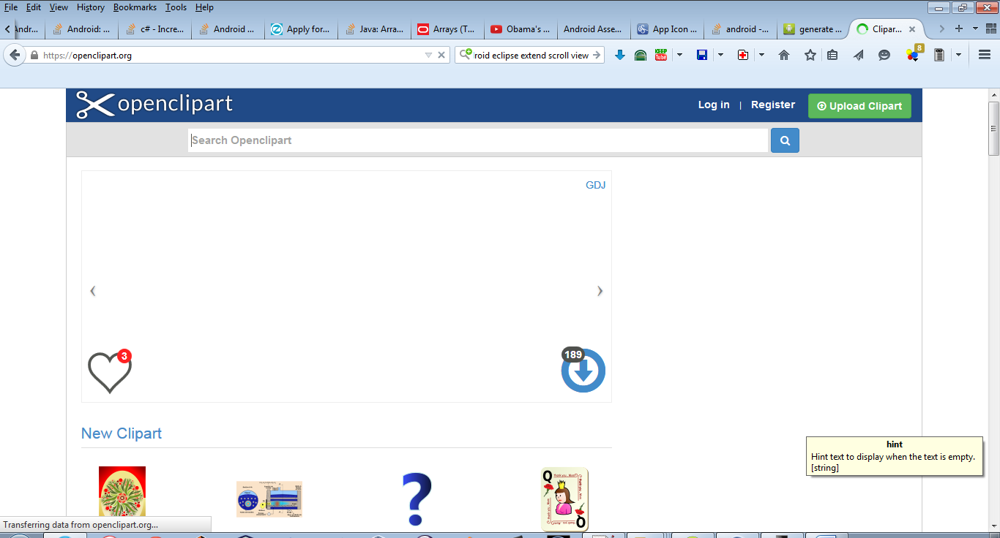 File Edit View History Bookmarks Tools Help
Andr... Android: ... c# - Incre... Android ... Apply for... Java: Arra... Arrays (T... Obama's ... Android Asse... App Icon ... android -... generate ... Clipar...
https://openclipart.org roid eclipse extend scroll view KEEP Tube 8
openclipart Log in | Register Upload Clipart
Search Openclipart
GDJ
3 189
New Clipart
hint
Hint text to display when the text is empty.
[string]
Q
Q
Transferring data from openclipart.org...